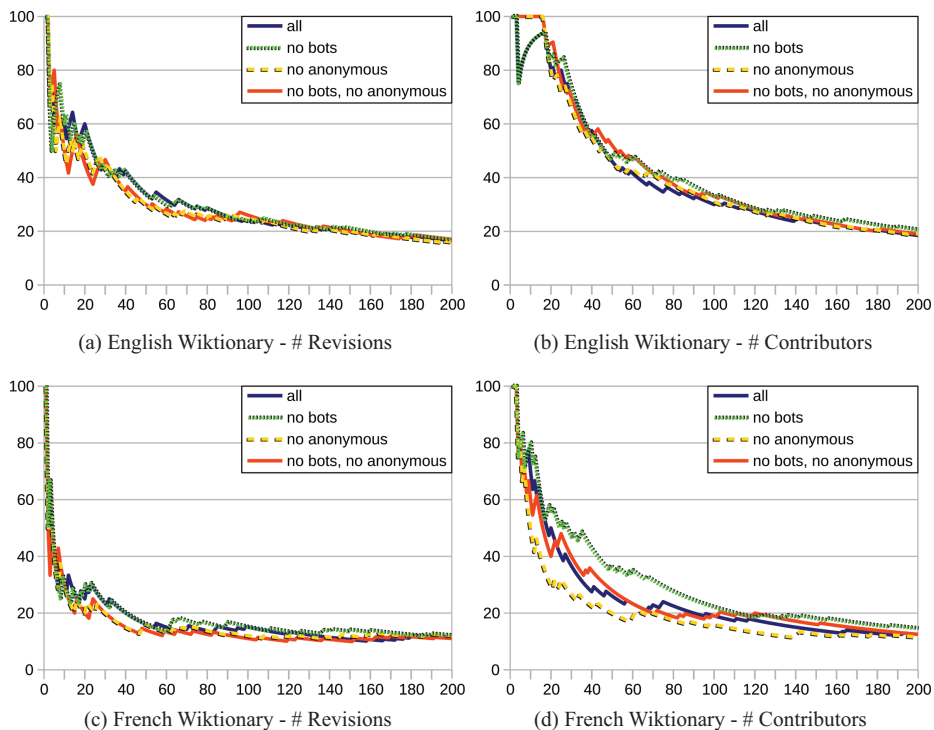 100
80
60
40
20
0
all
no bots
no anonymous
no bots, no anonymous
0 20 40 60 80 100 120 140 160 180 200
(a) English Wiktionary - # Revisions
100
80
60
40
20
0
all
no bots
no anonymous
no bots, no anonymous
0 20 40 60 80 100 120 140 160 180 200
(b) English Wiktionary - # Contributors
100
80
60
40
20
0
all
no bots
no anonymous
no bots, no anonymous
0 20 40 60 80 100 120 140 160 180 200
(c) French Wiktionary - # Revisions
100
80
60
40
20
0
all
no bots
no anonymous
no bots, no anonymous
0 20 40 60 80 100 120 140 160 180 200
(d) French Wiktionary - # Contributors